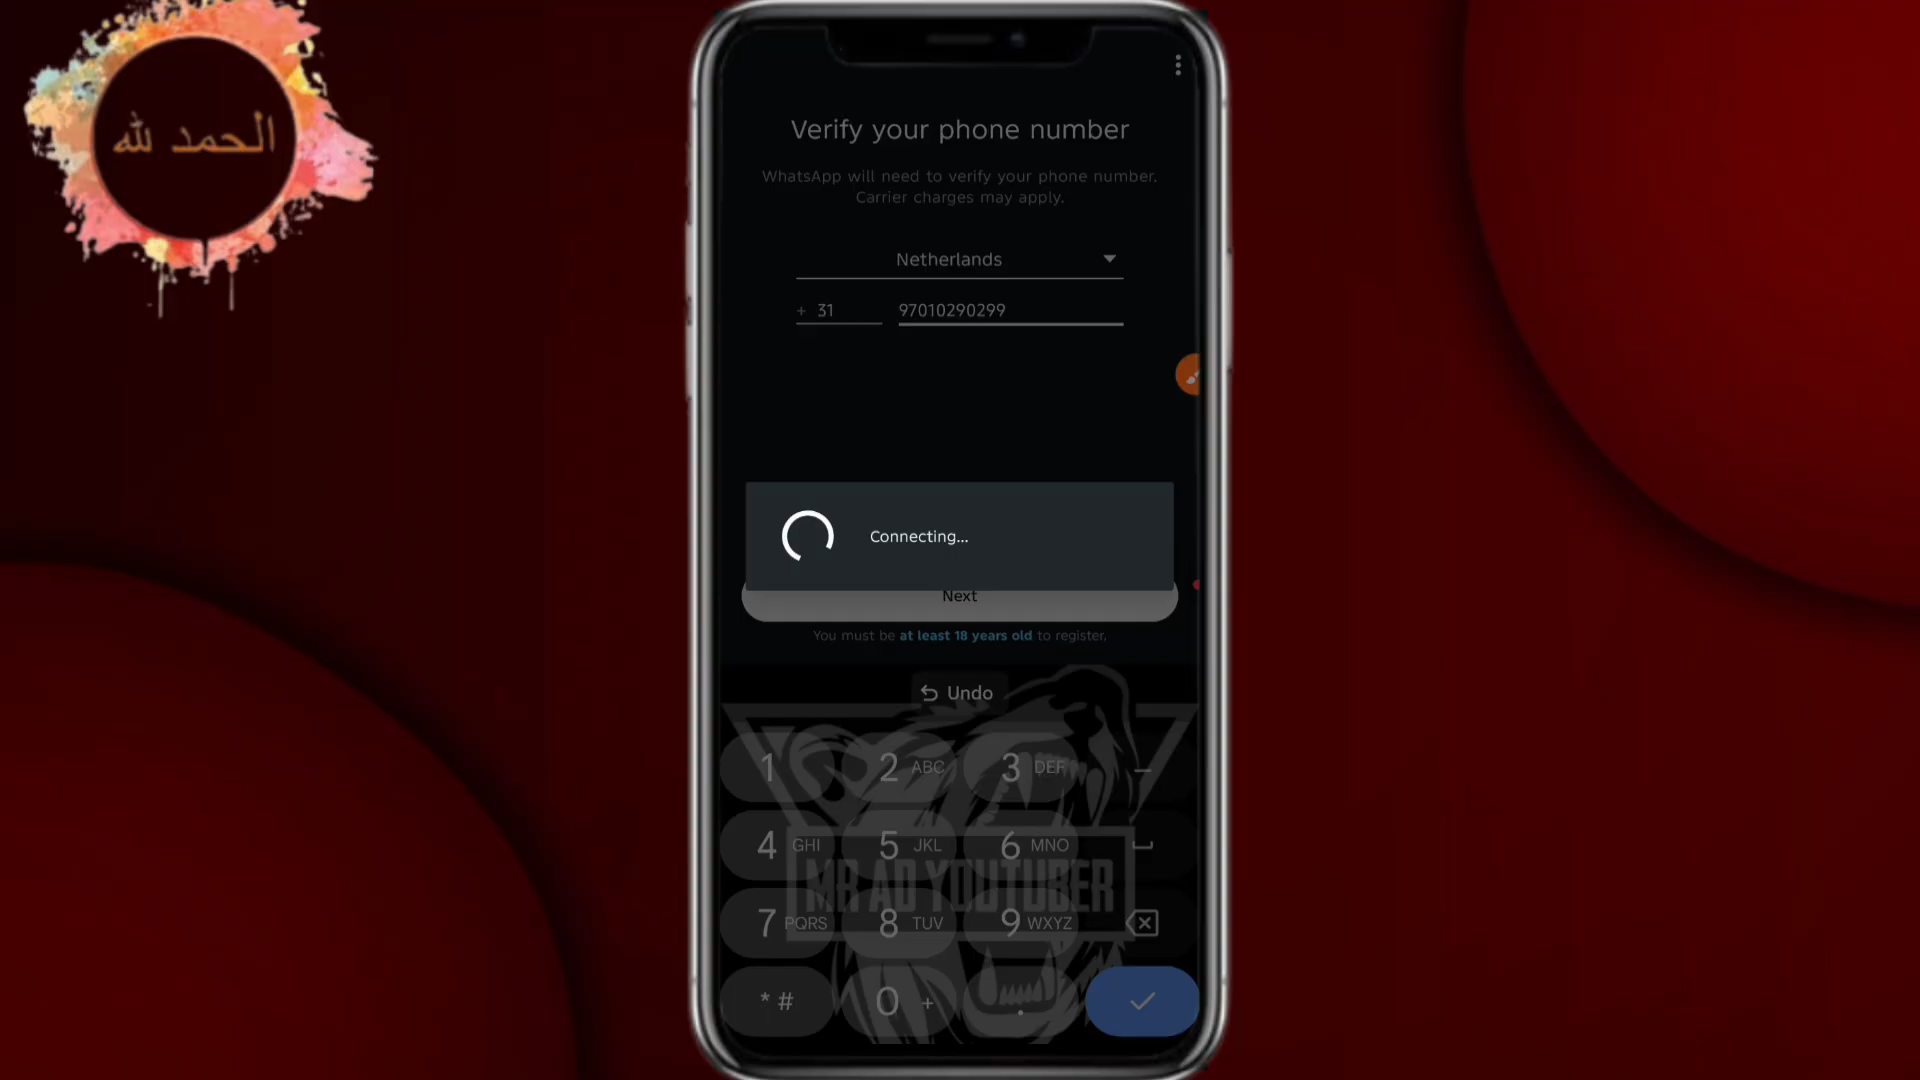 الحمد لله
Verify your phone number
WhatsApp will need to verify your phone number.
Carrier charges may apply.
Netherlands
+ 31 97010290299
Connecting...
Next
You must be at least 18 years old to register.
Undo
1 2 ABC 3 DEF –
4 GHI 5 JKL 6 MNO
MR AD YOUTUBER
7 PQRS 8 TUV 9 WXYZ
* # 0 + .